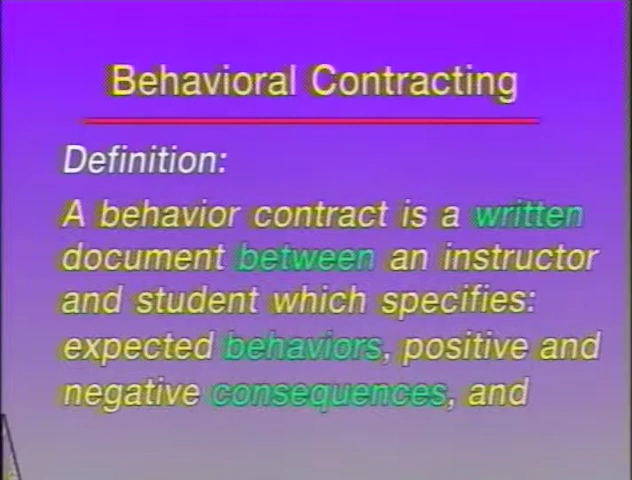 Behavioral Contracting
Definition:
A behavior contract is a written
document between an instructor
and student which specifies:
expected behaviors, positive and
negative consequences, and